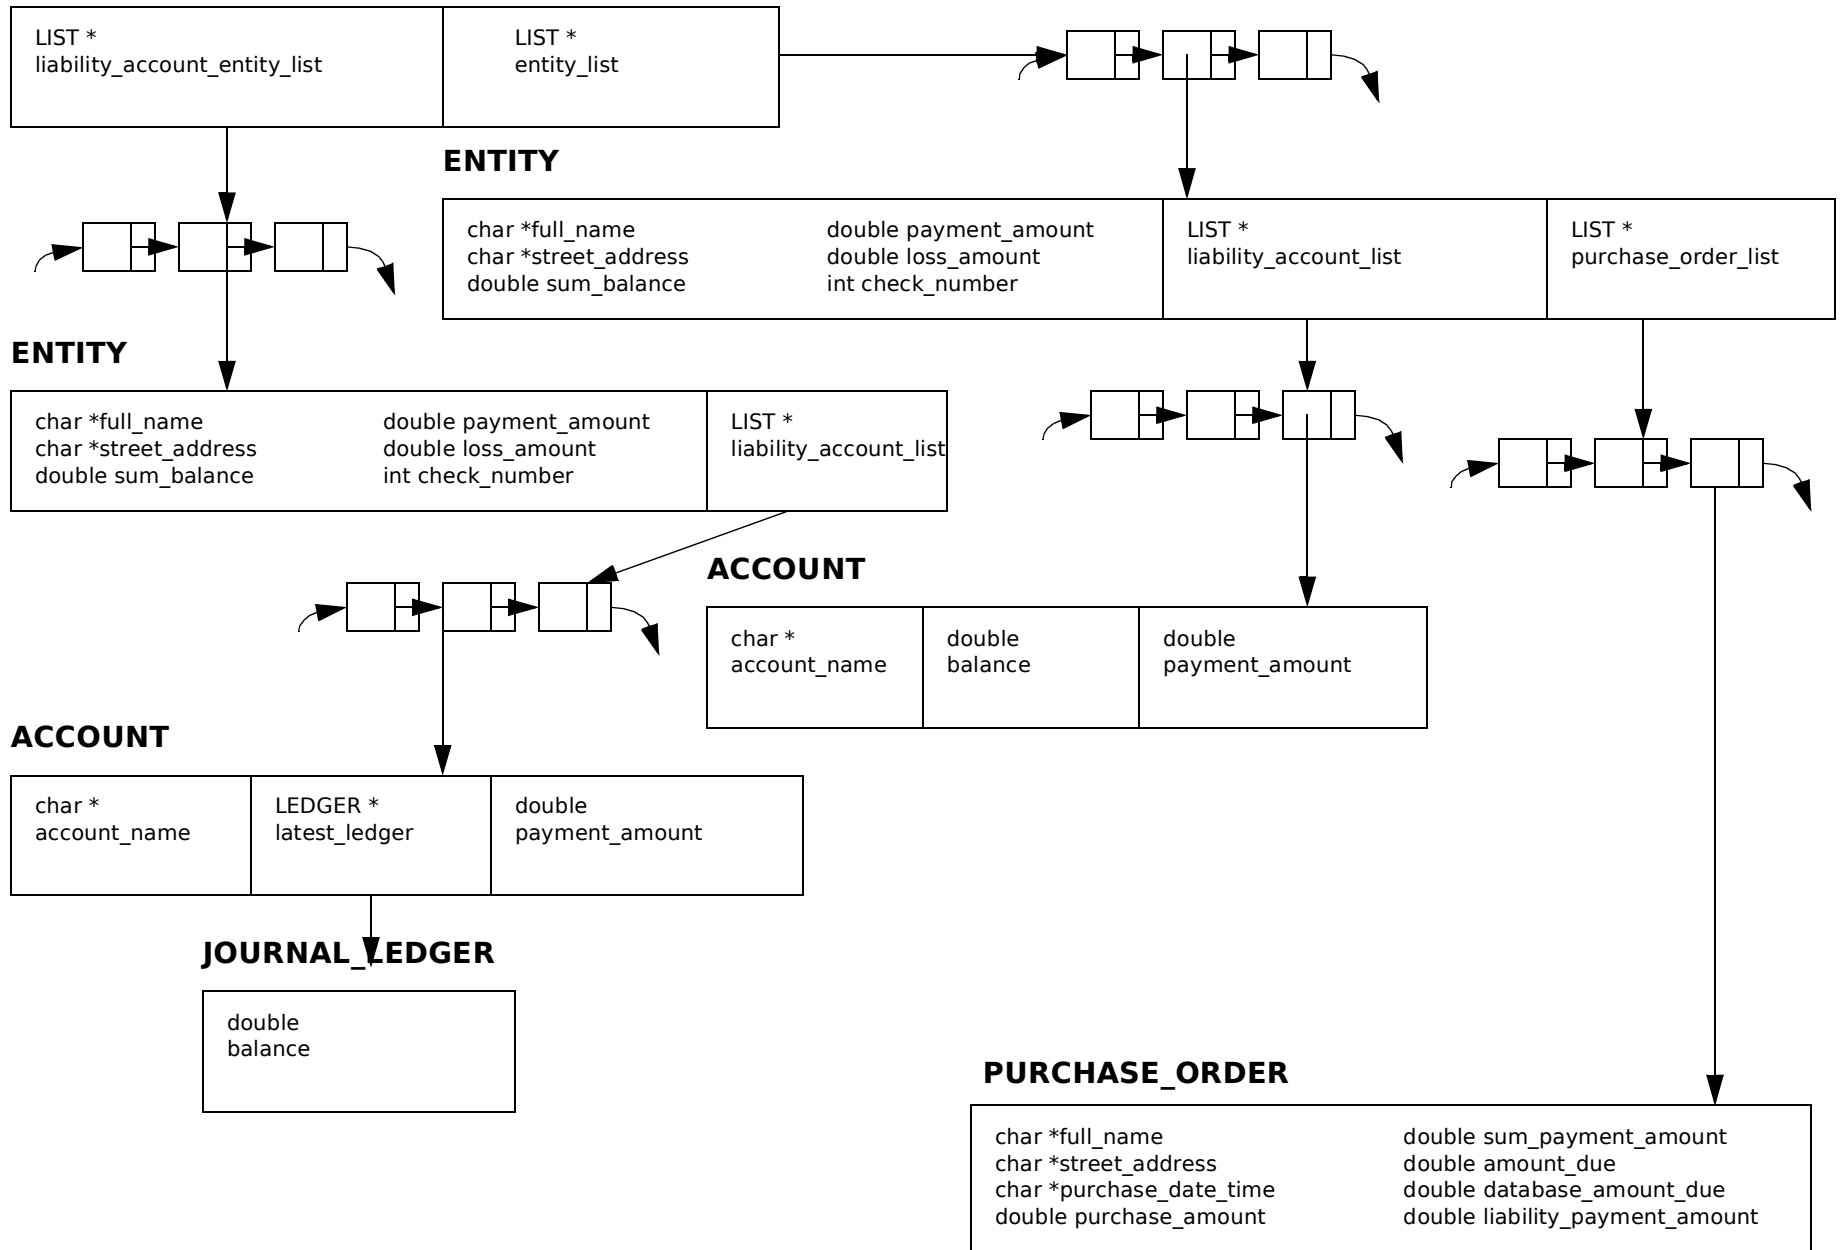 LIST *
liability_account_entity_list
LIST *
entity_list
ENTITY
char *full_name
char *street_address
double sum_balance
double payment_amount
double loss_amount
int check_number
LIST *
liability_account_list
LIST *
purchase_order_list
ENTITY
char *full_name
char *street_address
double sum_balance
double payment_amount
double loss_amount
int check_number
LIST *
liability_account_list
ACCOUNT
char *
account_name
double
balance
double
payment_amount
ACCOUNT
char *
account_name
LEDGER *
latest_ledger
double
payment_amount
JOURNAL_LEDGER
double
balance
PURCHASE_ORDER
char *full_name
char *street_address
char *purchase_date_time
double purchase_amount
double sum_payment_amount
double amount_due
double database_amount_due
double liability_payment_amount